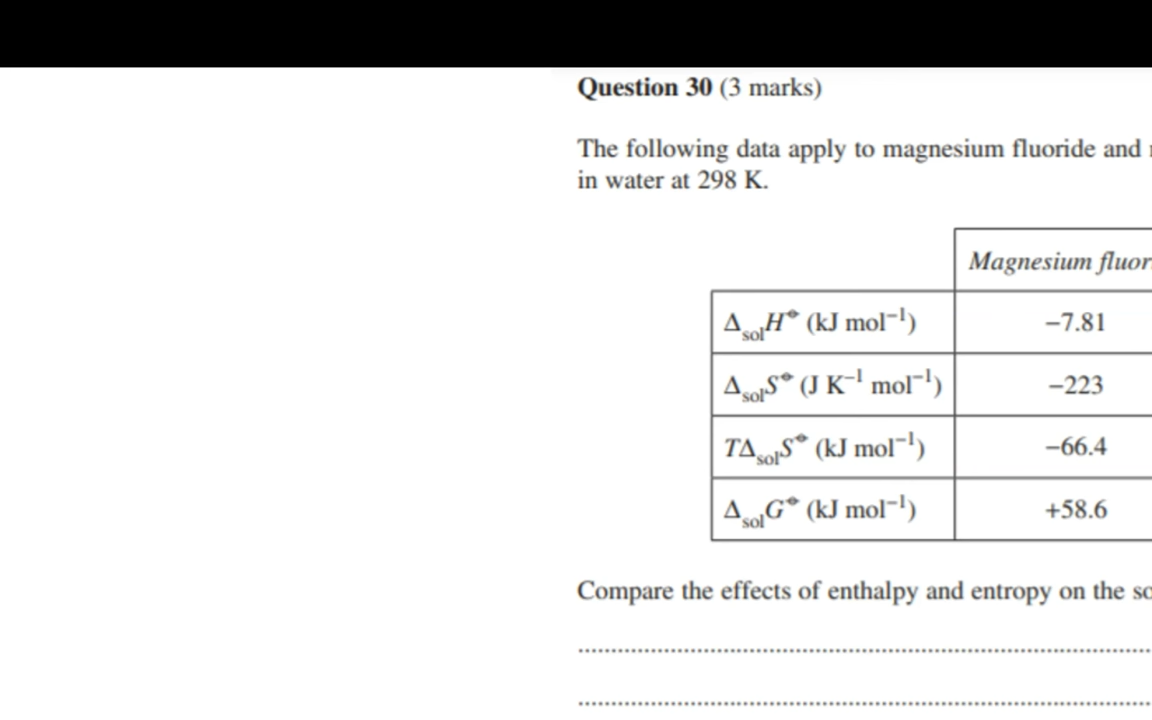 Question 30 (3 marks)
The following data apply to magnesium fluoride and
in water at 298 K.
Magnesium fluor
ΔsolH⦵ (kJ mol⁻¹) −7.81
ΔsolS⦵ (J K⁻¹ mol⁻¹) −223
TΔsolS⦵ (kJ mol⁻¹) −66.4
ΔsolG⦵ (kJ mol⁻¹) +58.6
Compare the effects of enthalpy and entropy on the